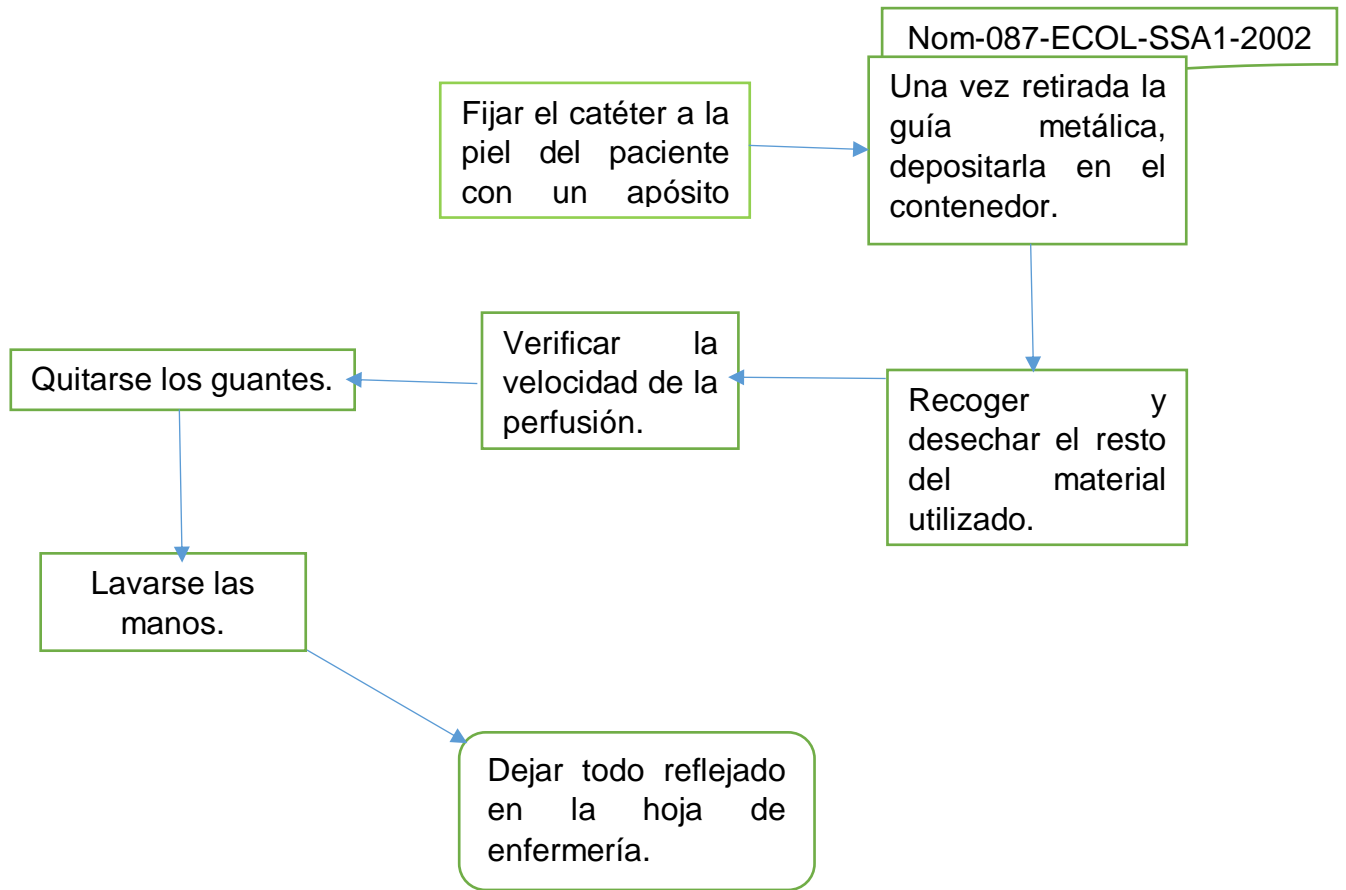 Nom-087-ECOL-SSA1-2002
Fijar el catéter a la
piel del paciente
con un apósito
Una vez retirada la
guía metálica,
depositarla en el
contenedor.
Recoger y
desechar el resto
del material
utilizado.
Verificar la
velocidad de la
perfusión.
Quitarse los guantes.
Lavarse las
manos.
Dejar todo reflejado
en la hoja de
enfermería.